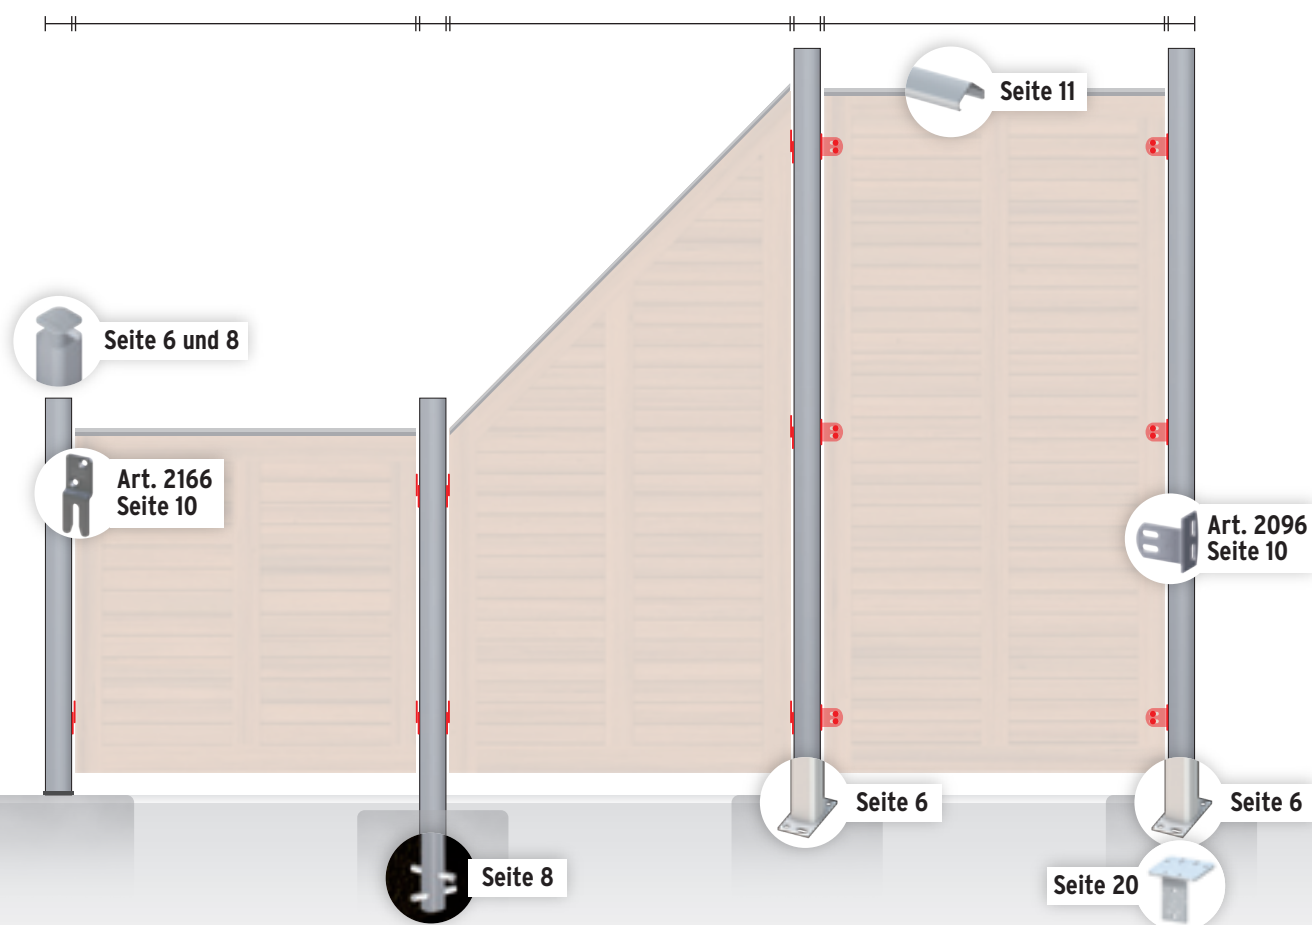 Seite 11
Seite 6 und 8
Art. 2166
Seite 10
Art. 2096
Seite 10
Seite 6
Seite 6
Seite 8
Seite 20